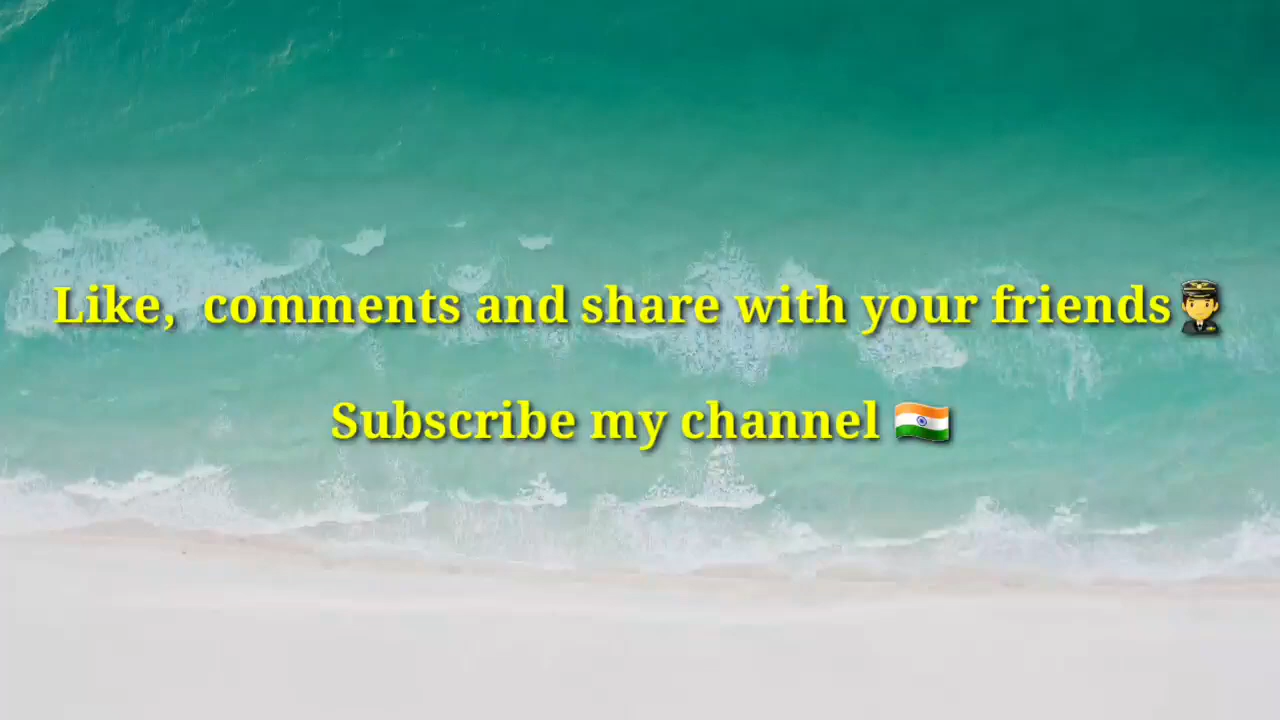 Like,  comments and share with your friends👨‍✈️
Subscribe my channel 🇮🇳